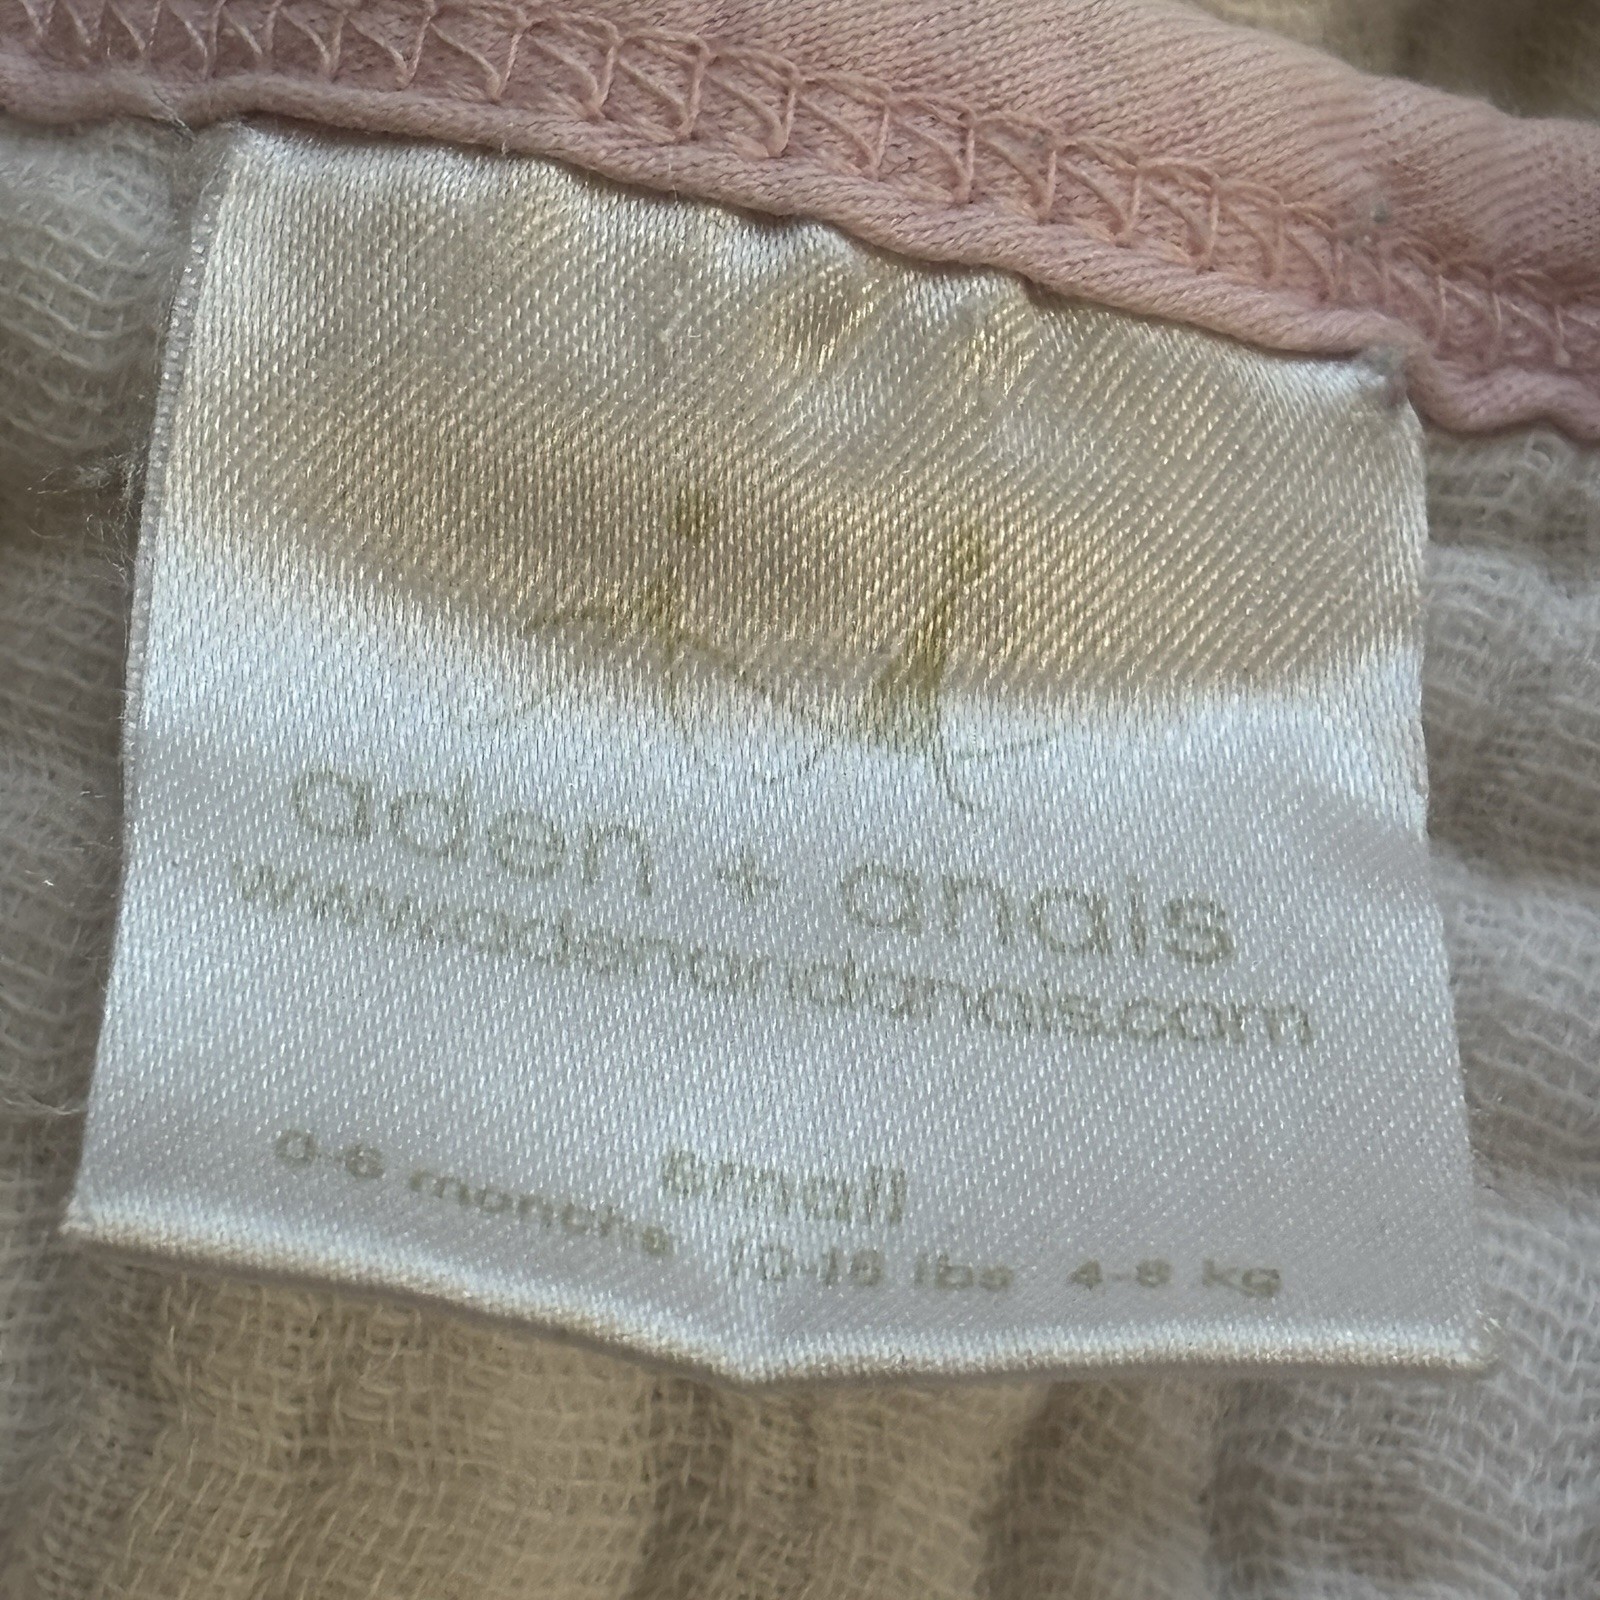 aden + anais
www.adenandanais.com
small
0-6 months 10-18 lbs 4-8 kg